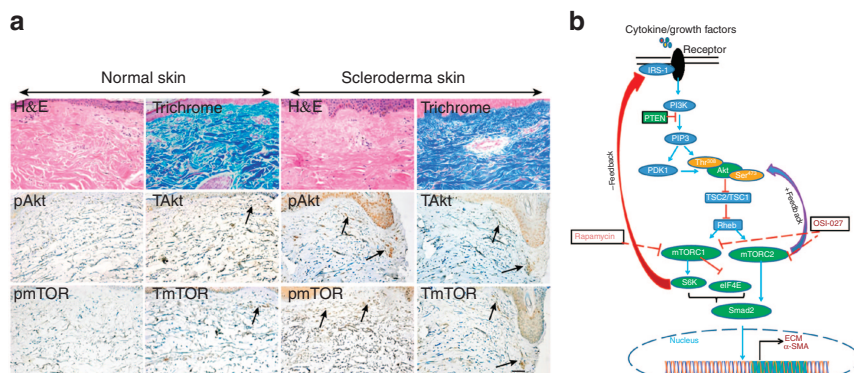 a
Normal skin
Scleroderma skin
H&E
Trichrome
H&E
Trichrome
pAkt
TAkt
pAkt
TAkt
pmTOR
TmTOR
pmTOR
TmTOR
b
Cytokine/growth factors
Receptor
IRS-1
PI3K
PTEN
PIP3
PDK1
Thr308
Akt
Ser473
TSC2/TSC1
Rheb
–Feedback
+Feedback
OSI-027
Rapamycin
mTORC1
mTORC2
S6K
eIF4E
Smad2
Nucleus
ECM
α-SMA